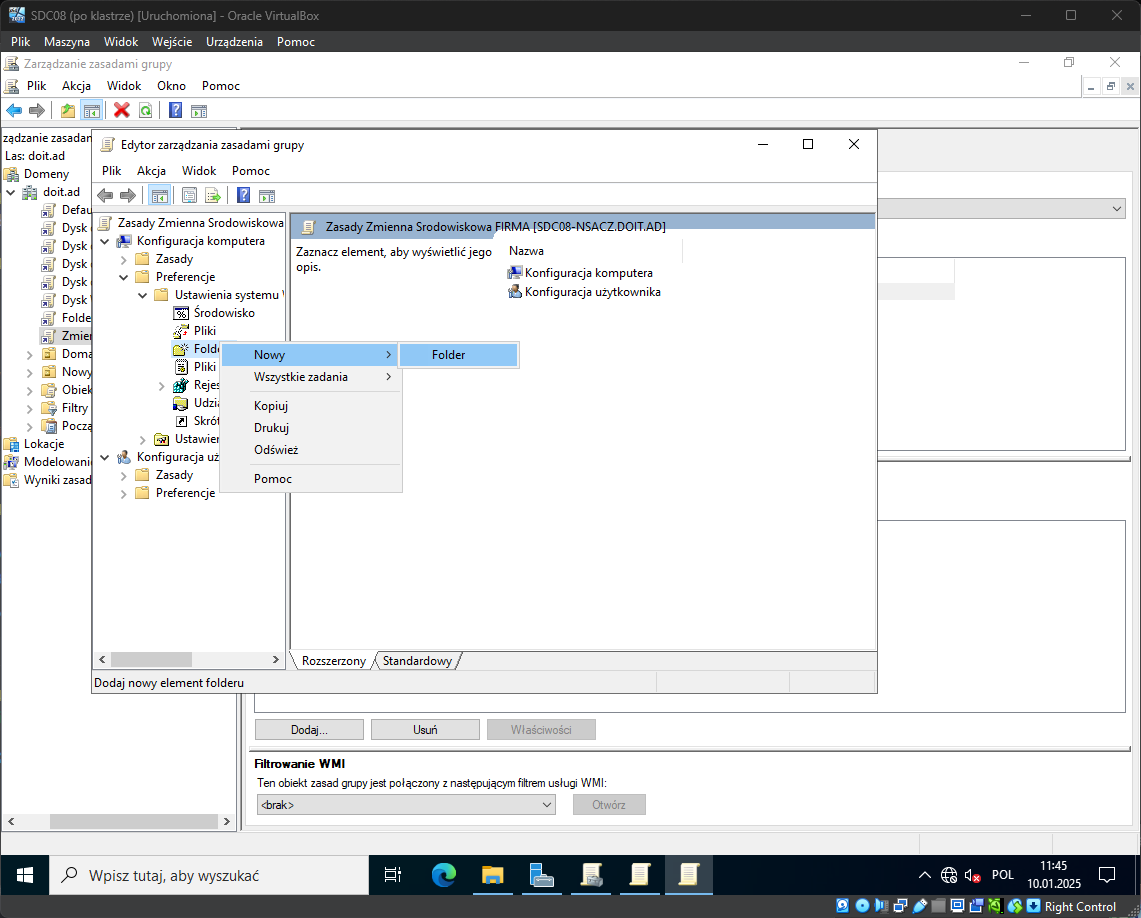 SDC08 (po klastrze) [Uruchomiona] - Oracle VirtualBox
Plik Maszyna Widok Wejście Urządzenia Pomoc
Zarządzanie zasadami grupy
Plik Akcja Widok Okno Pomoc
ządzanie zasadan
Las: doit.ad
Domeny
doit.ad
Defau
Dysk
Dysk
Dysk
Dysk
Dysk
Folde
Zmien
Doma
Nowy
Obiek
Filtry
Począ
Lokacje
Modelowani
Wyniki zasad
Edytor zarządzania zasadami grupy
Plik Akcja Widok Pomoc
Zasady Zmienna Srodowiskowa
Konfiguracja komputera
Zasady
Preferencje
Ustawienia systemu
Środowisko
Pliki
Folde
Pliki
Rejes
Udzia
Skrót
Ustawien
Konfiguracja uż
Zasady
Preferencje
Zasady Zmienna Srodowiskowa FIRMA [SDC08-NSACZ.DOIT.AD]
Zaznacz element, aby wyświetlić jego
opis.
Nazwa
Konfiguracja komputera
Konfiguracja użytkownika
Nowy
Folder
Wszystkie zadania
Kopiuj
Drukuj
Odśwież
Pomoc
Rozszerzony Standardowy
Dodaj nowy element folderu
Dodaj... Usuń Właściwości
Filtrowanie WMI
Ten obiekt zasad grupy jest połączony z następującym filtrem usługi WMI:
<brak> Otwórz
Wpisz tutaj, aby wyszukać
POL
11:45
10.01.2025
Right Control